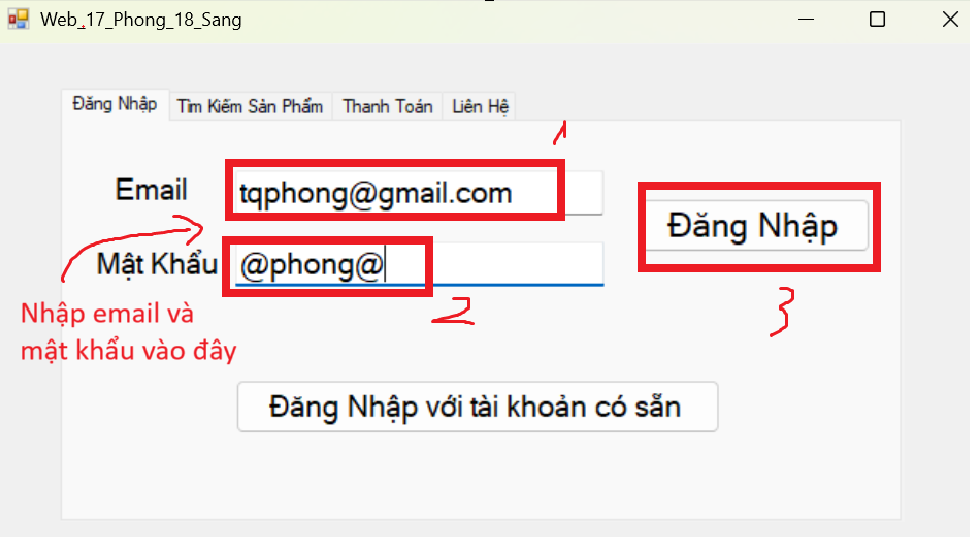 Web_17_Phong_18_Sang
Đăng Nhập Tìm Kiếm Sản Phẩm Thanh Toán Liên Hệ
1
Email tqphong@gmail.com
Đăng Nhập
Mật Khẩu @phong@
2
3
Nhập email và
mật khẩu vào đây
Đăng Nhập với tài khoản có sẵn